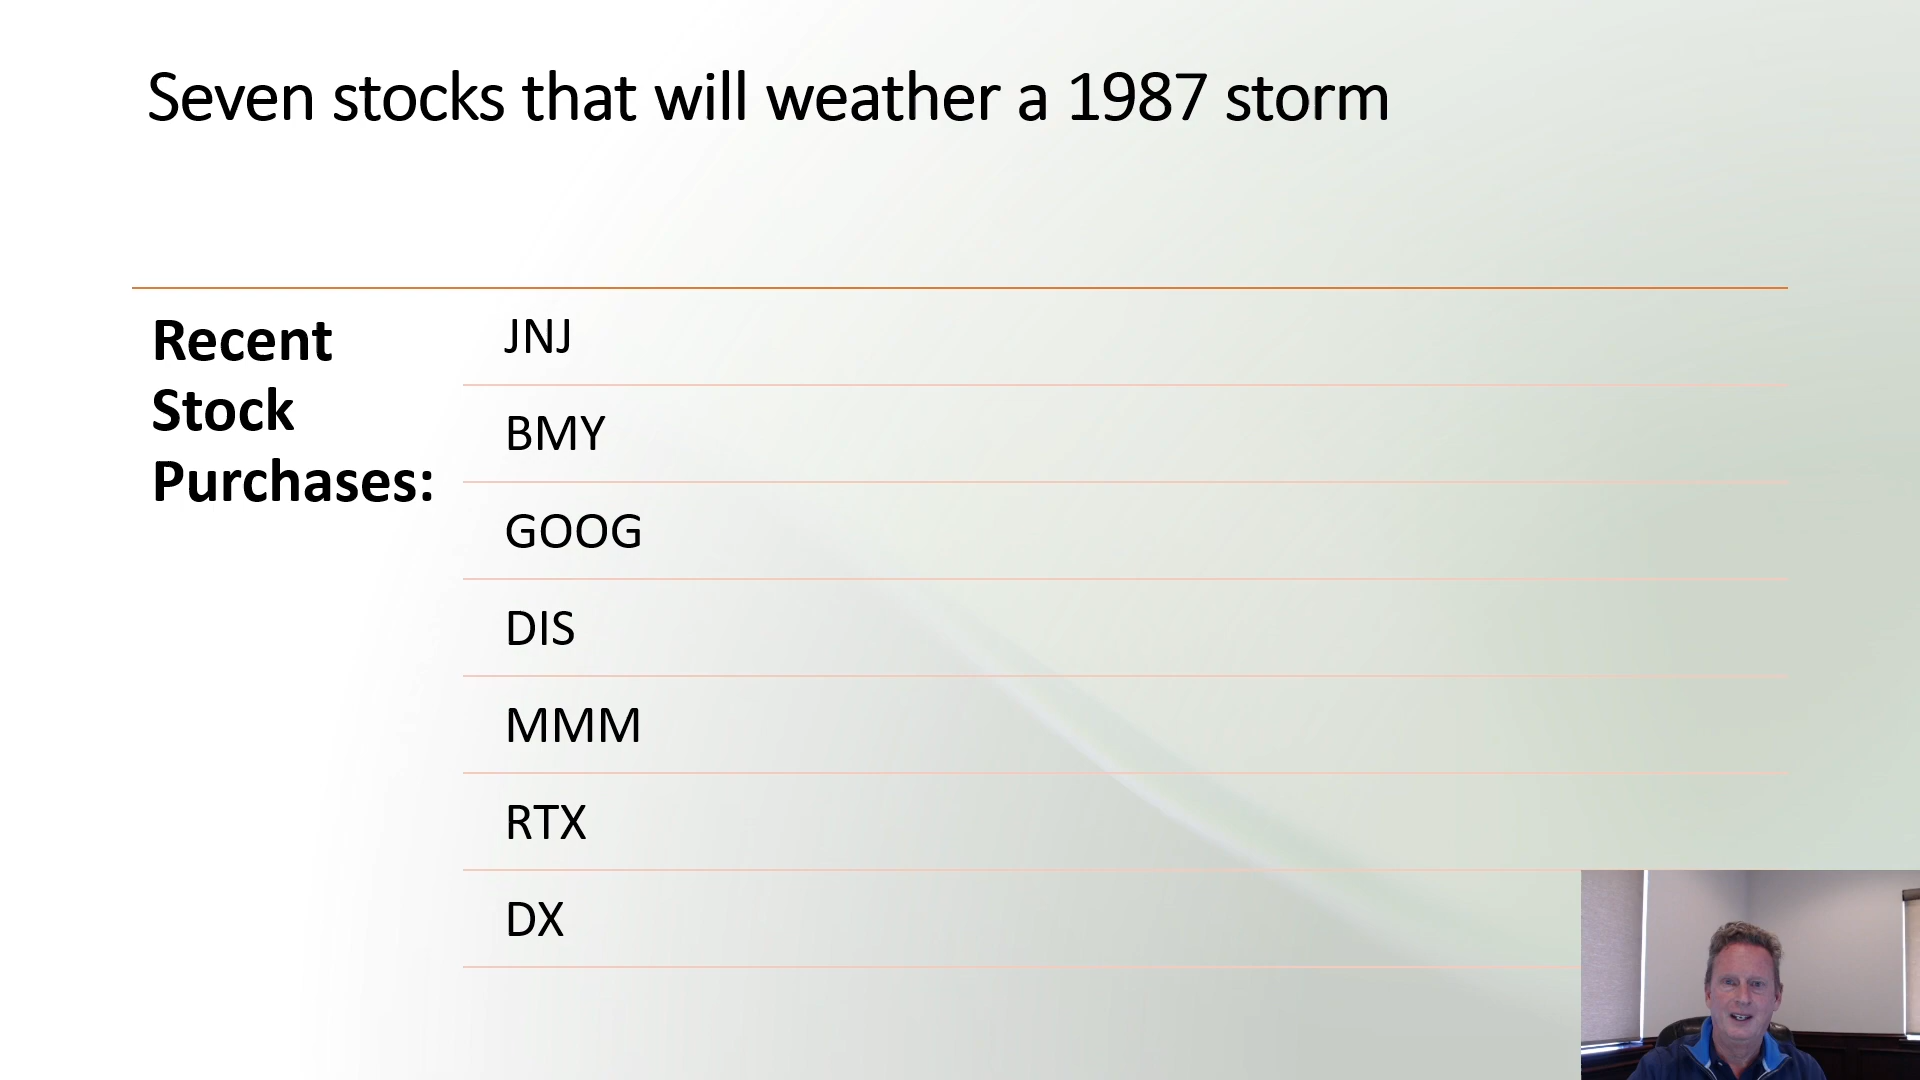 Seven stocks that will weather a 1987 storm
Recent
Stock
Purchases:
JNJ
BMY
GOOG
DIS
MMM
RTX
DX